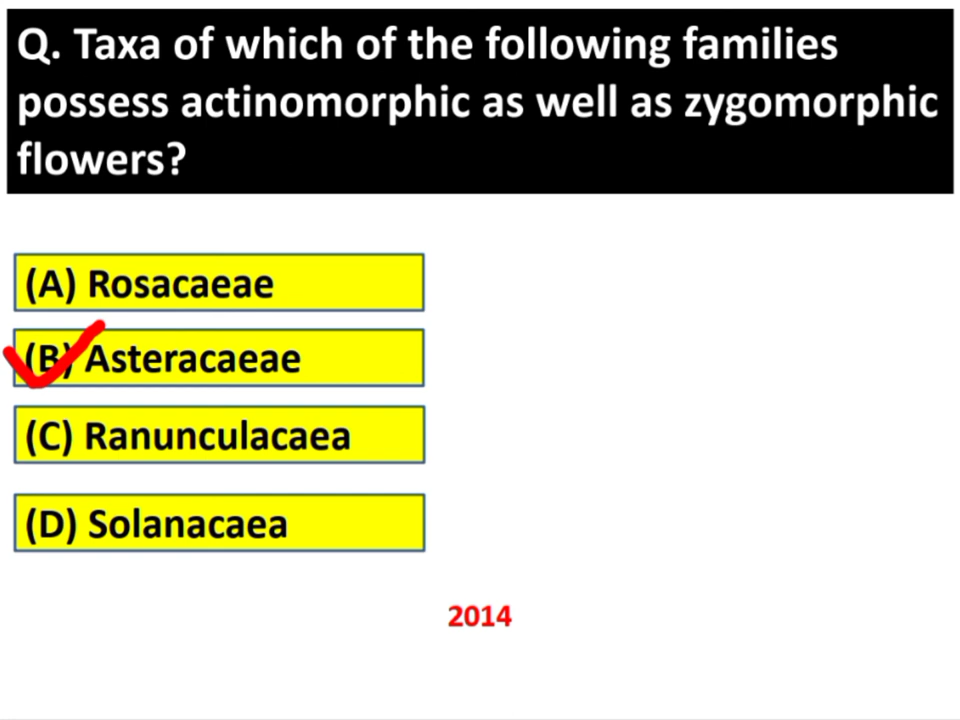 Q. Taxa of which of the following families
possess actinomorphic as well as zygomorphic
flowers?
(A) Rosacaeae
(B) Asteracaeae
(C) Ranunculacaea
(D) Solanacaea
2014